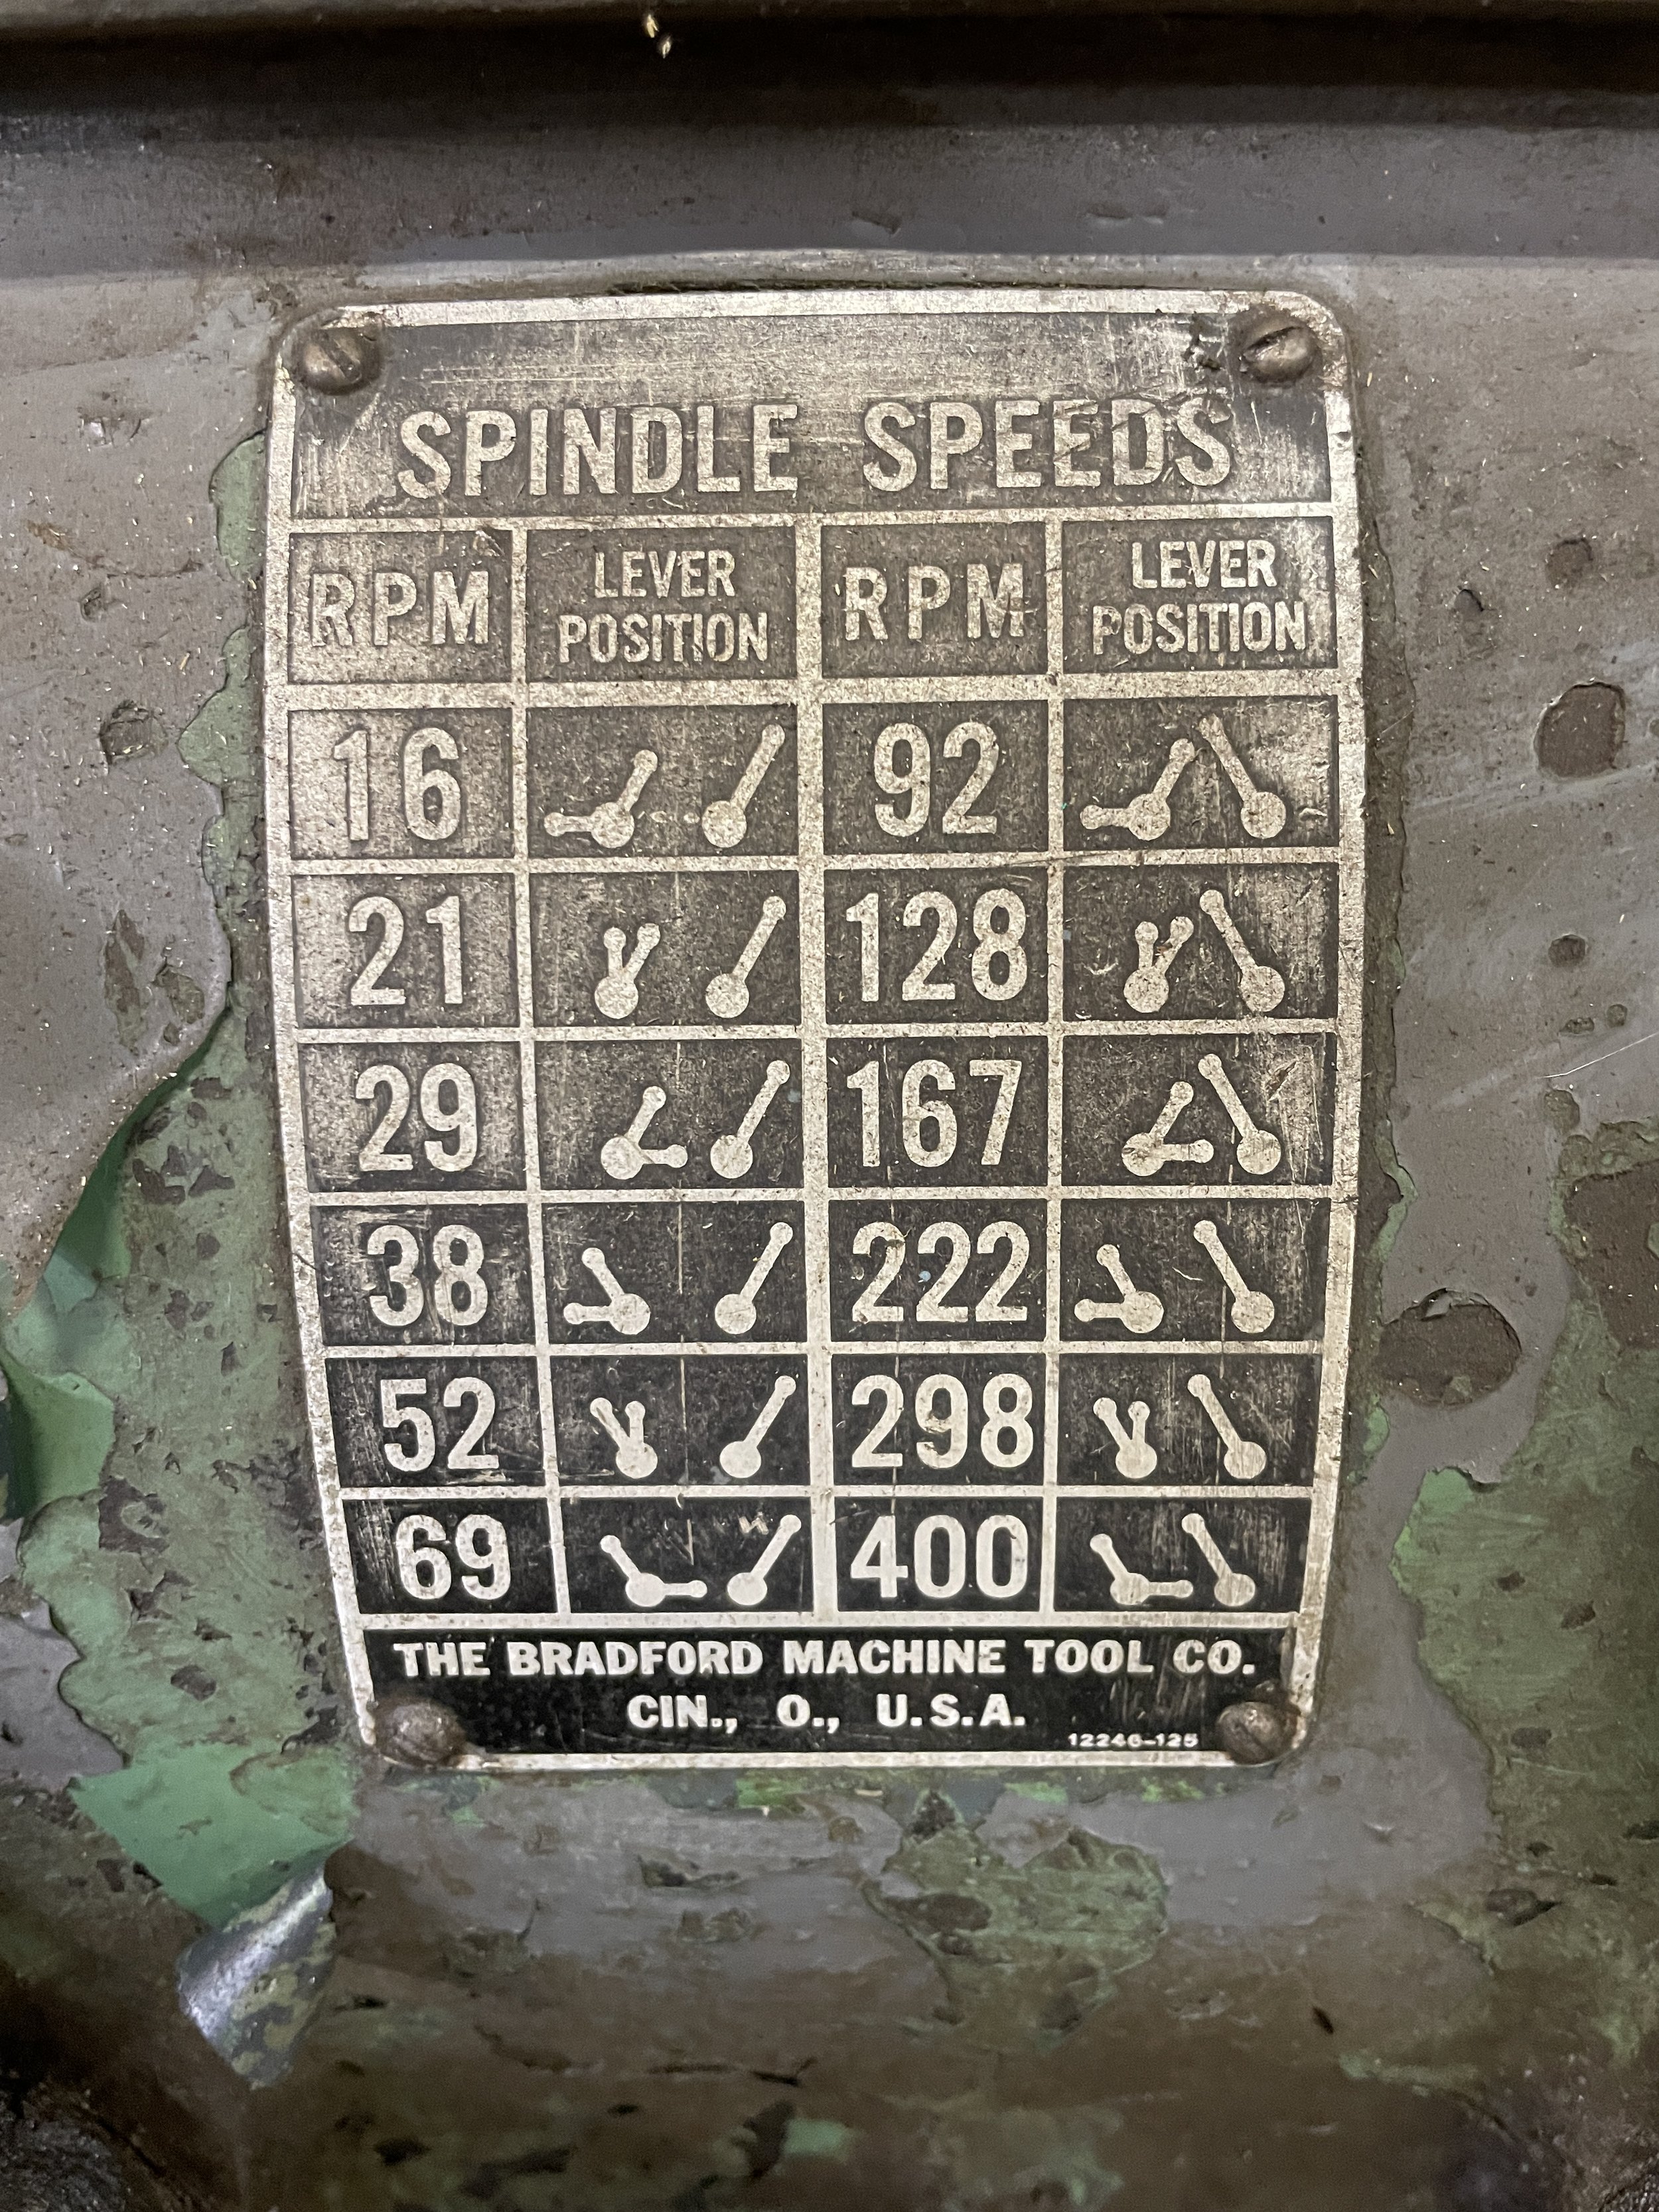 SPINDLE SPEEDS
RPM LEVER POSITION RPM LEVER POSITION
16 92
21 128
29 167
38 222
52 298
69 400
THE BRADFORD MACHINE TOOL CO.
CIN., O., U.S.A.
12246-125